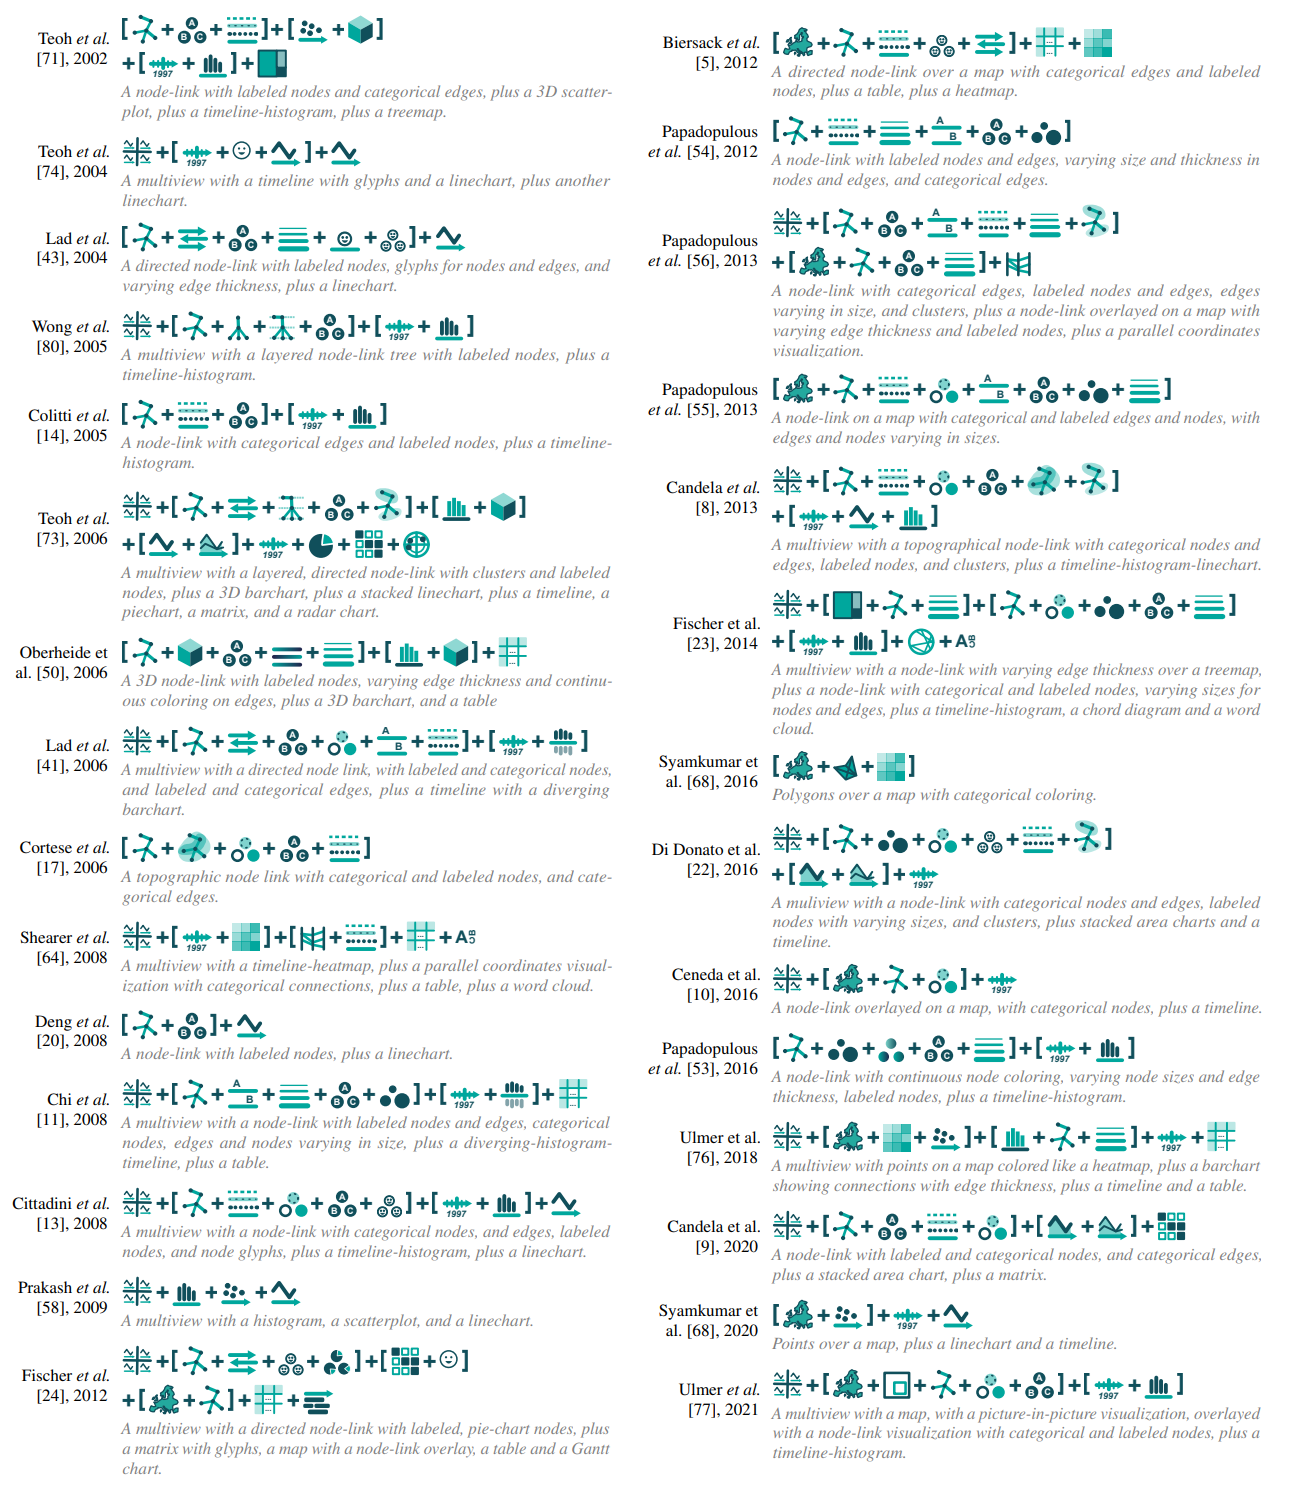 Teoh et al.
[71], 2002
A node-link with labeled nodes and categorical edges, plus a 3D scatter-
plot, plus a timeline-histogram, plus a treemap.
Teoh et al.
[74], 2004
A multiview with a timeline with glyphs and a linechart, plus another
linechart.
Lad et al.
[43], 2004
A directed node-link with labeled nodes, glyphs for nodes and edges, and
varying edge thickness, plus a linechart.
Wong et al.
[80], 2005
A multiview with a layered node-link tree with labeled nodes, plus a
timeline-histogram.
Colitti et al.
[14], 2005
A node-link with categorical edges and labeled nodes, plus a timeline-
histogram.
Teoh et al.
[73], 2006
A multiview with a layered, directed node-link with clusters and labeled
nodes, plus a 3D barchart, plus a stacked linechart, plus a timeline, a
piechart, a matrix, and a radar chart.
Oberheide et
al. [50], 2006
A 3D node-link with labeled nodes, varying edge thickness and continu-
ous coloring on edges, plus a 3D barchart, and a table
Lad et al.
[41], 2006
A multiview with a directed node link, with labeled and categorical nodes,
and labeled and categorical edges, plus a timeline with a diverging
barchart.
Cortese et al.
[17], 2006
A topographic node link with categorical and labeled nodes, and cate-
gorical edges.
Shearer et al.
[64], 2008
A multiview with a timeline-heatmap, plus a parallel coordinates visual-
ization with categorical connections, plus a table, plus a word cloud.
Deng et al.
[20], 2008
A node-link with labeled nodes, plus a linechart.
Chi et al.
[11], 2008
A multiview with a node-link with labeled nodes and edges, categorical
nodes, edges and nodes varying in size, plus a diverging-histogram-
timeline, plus a table.
Cittadini et al.
[13], 2008
A multiview with a node-link with categorical nodes, and edges, labeled
nodes, and node glyphs, plus a timeline-histogram, plus a linechart.
Prakash et al.
[58], 2009
A multiview with a histogram, a scatterplot, and a linechart.
Fischer et al.
[24], 2012
A multiview with a directed node-link with labeled, pie-chart nodes, plus
a matrix with glyphs, a map with a node-link overlay, a table and a Gantt
chart.
Biersack et al.
[5], 2012
A directed node-link over a map with categorical edges and labeled
nodes, plus a table, plus a heatmap.
Papadopulous
et al. [54], 2012
A node-link with labeled nodes and edges, varying size and thickness in
nodes and edges, and categorical edges.
Papadopulous
et al. [56], 2013
A node-link with categorical edges, labeled nodes and edges, edges
varying in size, and clusters, plus a node-link overlayed on a map with
varying edge thickness and labeled nodes, plus a parallel coordinates
visualization.
Papadopulous
et al. [55], 2013
A node-link on a map with categorical and labeled edges and nodes, with
edges and nodes varying in sizes.
Candela et al.
[8], 2013
A multiview with a topographical node-link with categorical nodes and
edges, labeled nodes, and clusters, plus a timeline-histogram-linechart.
Fischer et al.
[23], 2014
A multiview with a node-link with varying edge thickness over a treemap,
plus a node-link with categorical and labeled nodes, varying sizes for
nodes and edges, plus a timeline-histogram, a chord diagram and a word
cloud.
Syamkumar et
al. [68], 2016
Polygons over a map with categorical coloring.
Di Donato et al.
[22], 2016
A muliview with a node-link with categorical nodes and edges, labeled
nodes with varying sizes, and clusters, plus stacked area charts and a
timeline.
Ceneda et al.
[10], 2016
A node-link overlayed on a map, with categorical nodes, plus a timeline.
Papadopulous
et al. [53], 2016
A node-link with continuous node coloring, varying node sizes and edge
thickness, labeled nodes, plus a timeline-histogram.
Ulmer et al.
[76], 2018
A multiview with points on a map colored like a heatmap, plus a barchart
showing connections with edge thickness, plus a timeline and a table.
Candela et al.
[9], 2020
A node-link with labeled and categorical nodes, and categorical edges,
plus a stacked area chart, plus a matrix.
Syamkumar et
al. [68], 2020
Points over a map, plus a linechart and a timeline.
Ulmer et al.
[77], 2021
A multiview with a map, with a picture-in-picture visualization, overlayed
with a node-link visualization with categorical and labeled nodes, plus a
timeline-histogram.